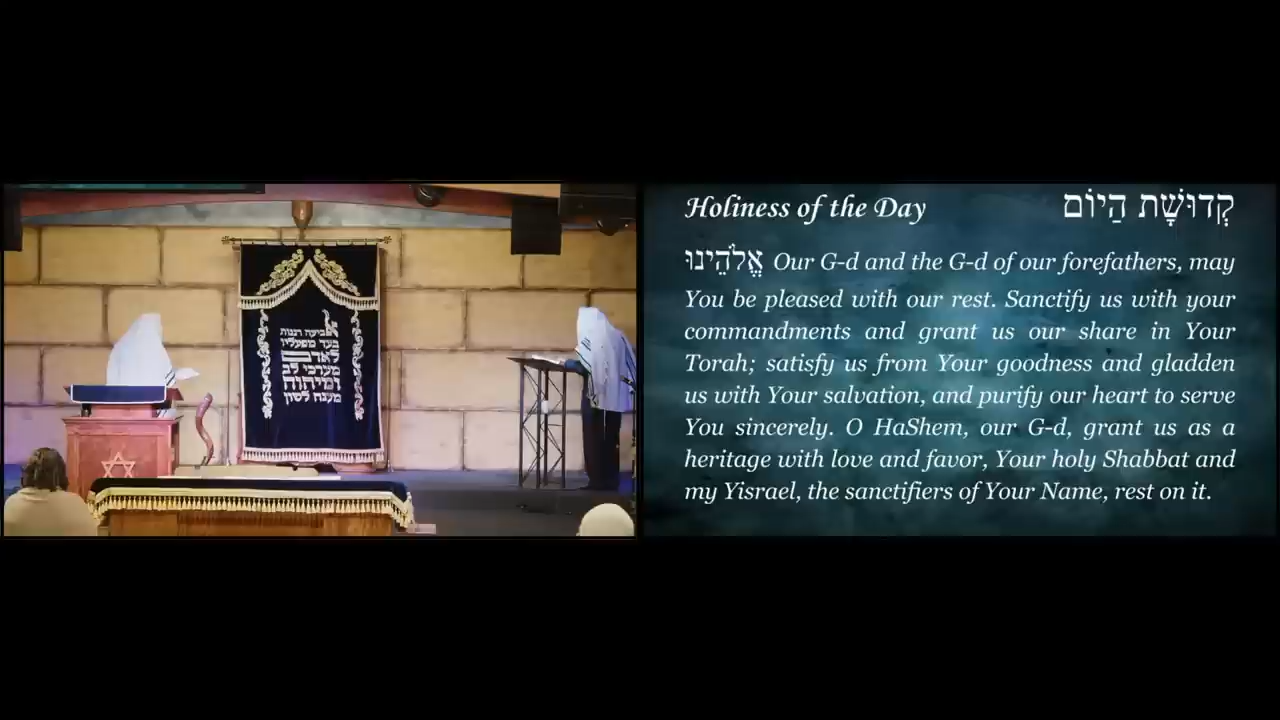 Holiness of the Day קְדוּשַׁת הַיּוֹם
אֱלֹהֵינוּ Our G-d and the G-d of our forefathers, may
You be pleased with our rest. Sanctify us with your
commandments and grant us our share in Your
Torah; satisfy us from Your goodness and gladden
us with Your salvation, and purify our heart to serve
You sincerely. O HaShem, our G-d, grant us as a
heritage with love and favor, Your holy Shabbat and
my Yisrael, the sanctifiers of Your Name, rest on it.